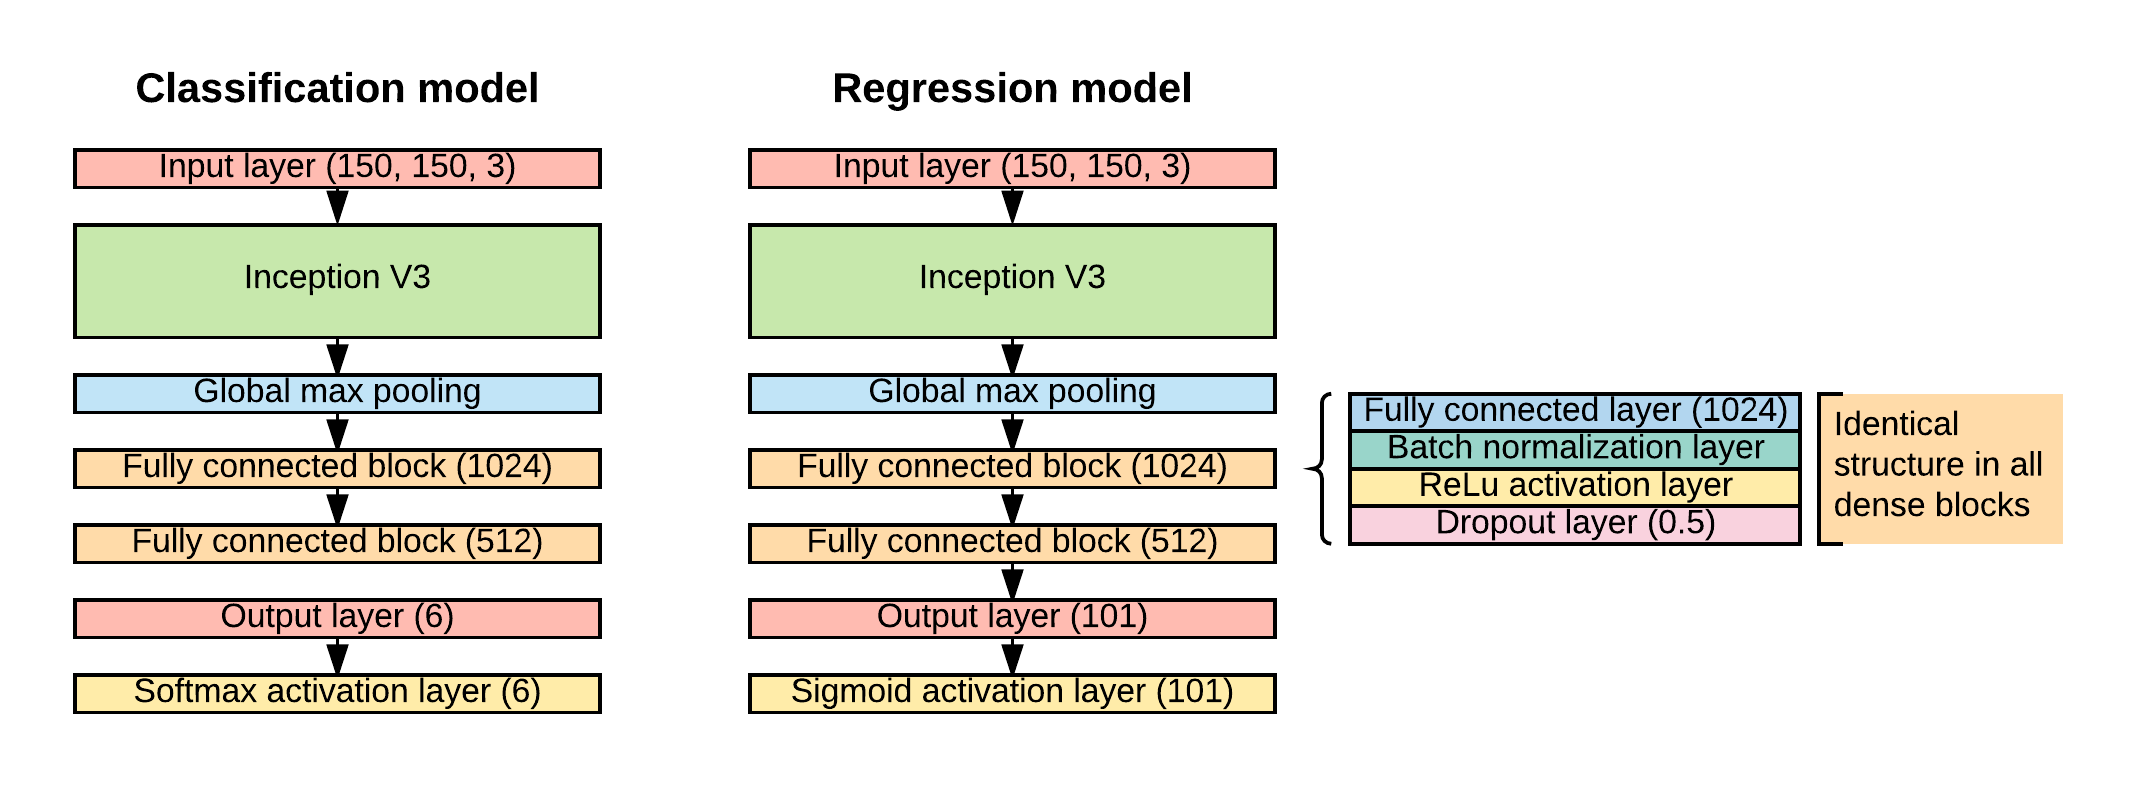 Classification model
Input layer (150, 150, 3)
Inception V3
Global max pooling
Fully connected block (1024)
Fully connected block (512)
Output layer (6)
Softmax activation layer (6)
Regression model
Input layer (150, 150, 3)
Inception V3
Global max pooling
Fully connected block (1024)
Fully connected block (512)
Output layer (101)
Sigmoid activation layer (101)
Fully connected layer (1024)
Batch normalization layer
ReLu activation layer
Dropout layer (0.5)
Identical
structure in all
dense blocks